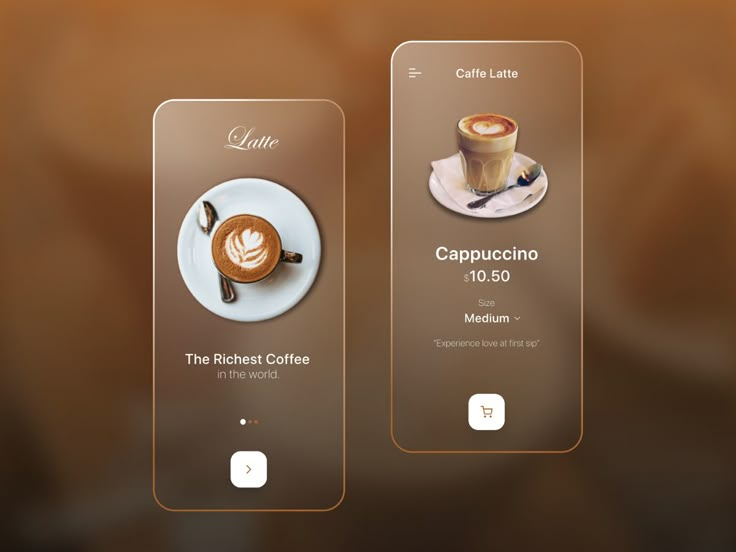 Latte
The Richest Coffee
in the world.
Caffe Latte
Cappuccino
$10.50
Size
Medium
"Experience love at first sip"